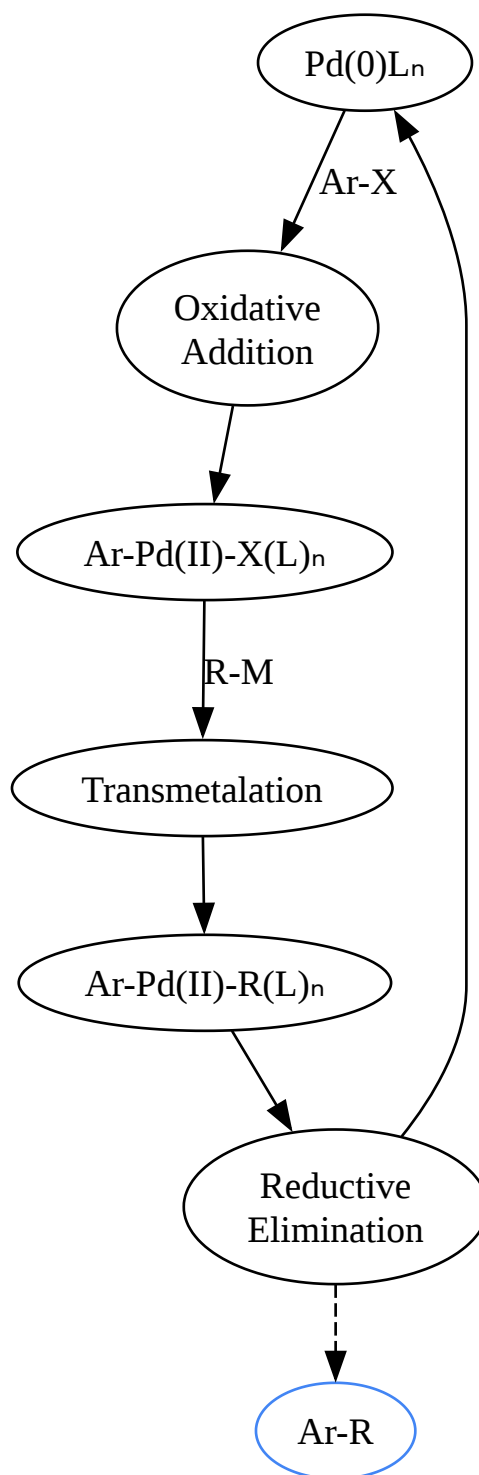 Pd(0)Lₙ
Ar-X
Oxidative
Addition
Ar-Pd(II)-X(L)ₙ
R-M
Transmetalation
Ar-Pd(II)-R(L)ₙ
Reductive
Elimination
Ar-R